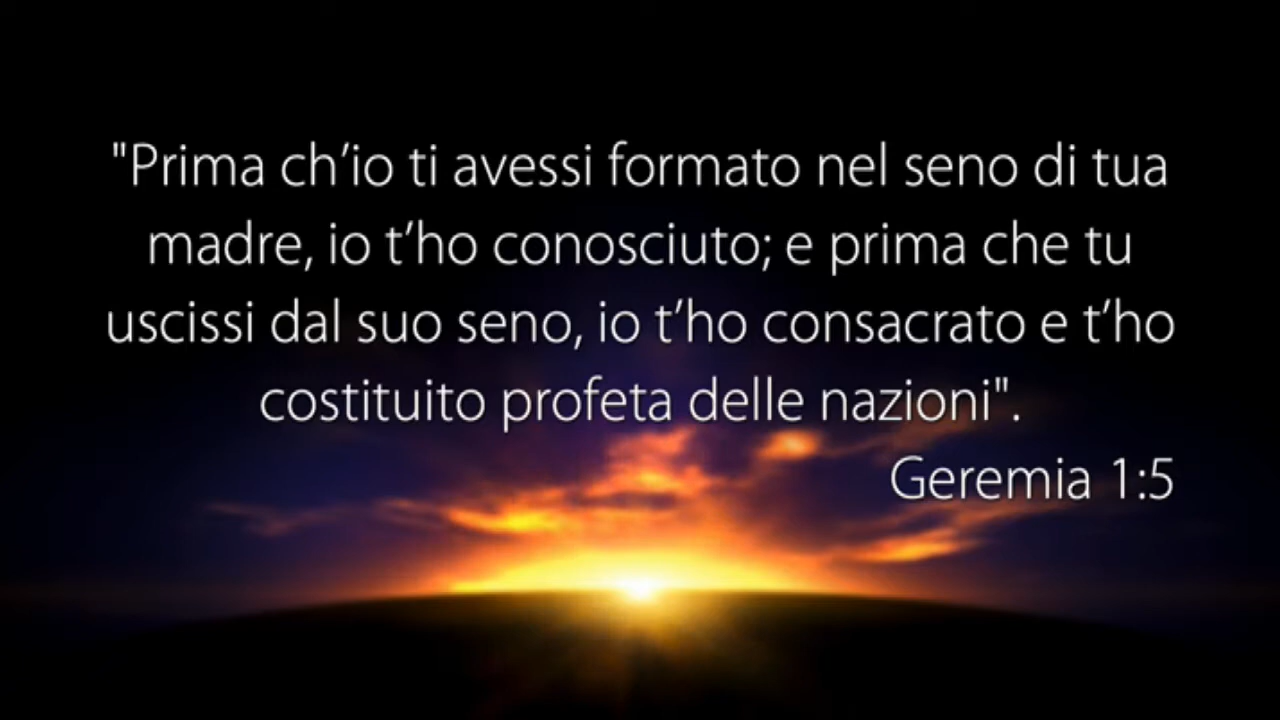 "Prima ch’io ti avessi formato nel seno di tua
madre, io t’ho conosciuto; e prima che tu
uscissi dal suo seno, io t’ho consacrato e t’ho
costituito profeta delle nazioni".
Geremia 1:5